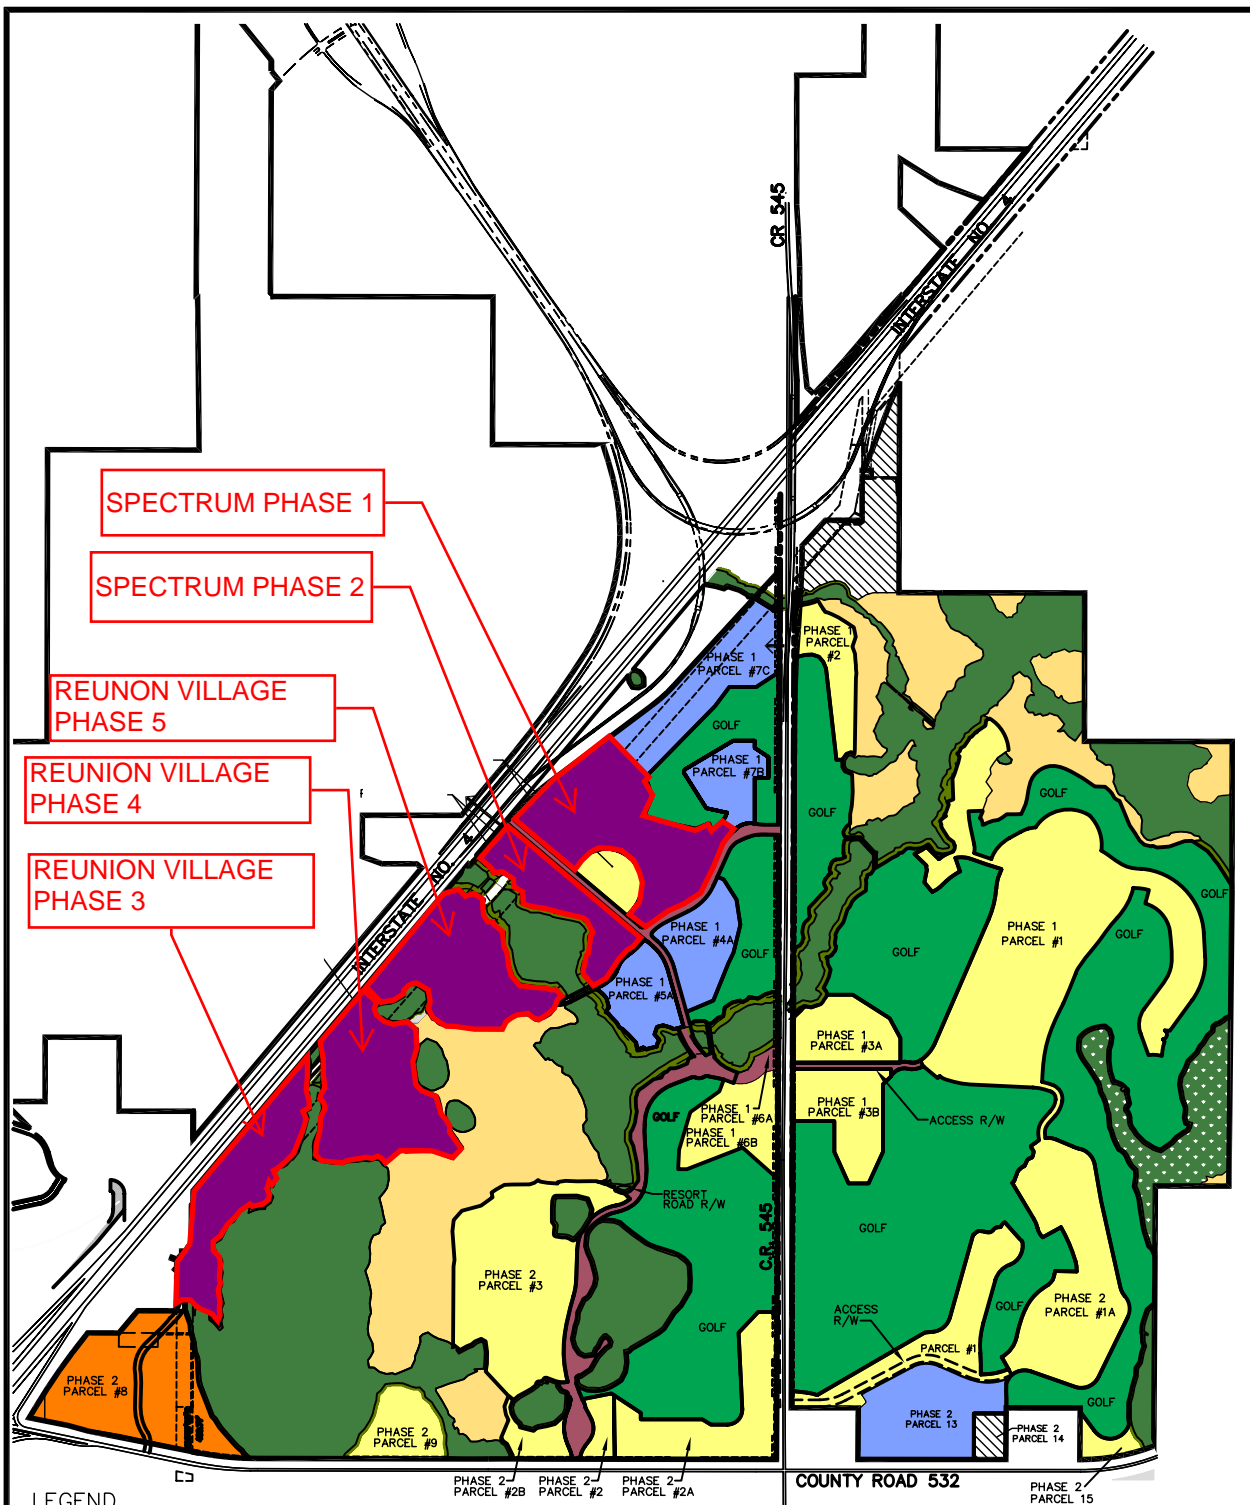 CR 545
INTERSTATE NO 4
SPECTRUM PHASE 1
SPECTRUM PHASE 2
REUNON VILLAGE
PHASE 5
REUNION VILLAGE
PHASE 4
REUNION VILLAGE
PHASE 3
INTERSTATE NO. 4
PHASE 1
PARCEL
#2
PHASE 1
PARCEL #7C
GOLF
PHASE 1
PARCEL #7B
GOLF
GOLF
GOLF
PHASE 1
PARCEL #1
GOLF
GOLF
PHASE 1
PARCEL #4A
GOLF
PHASE 1
PARCEL #5A
PHASE 1
PARCEL #3A
PHASE 1
PARCEL #3B
ACCESS R/W
GOLF
PHASE 1
PARCEL #6A
PHASE 1
PARCEL #6B
RESORT
ROAD R/W
C.R. 545
GOLF
PHASE 2
PARCEL #3
GOLF
ACCESS
R/W
PARCEL #1
GOLF
PHASE 2
PARCEL #1A
PHASE 2
PARCEL #8
PHASE 2
PARCEL #9
GOLF
PHASE 2
PARCEL 13
PHASE 2
PARCEL 14
PHASE 2
PARCEL #2B
PHASE 2
PARCEL #2
PHASE 2
PARCEL #2A
COUNTY ROAD 532
PHASE 2
PARCEL 15
LEGEND